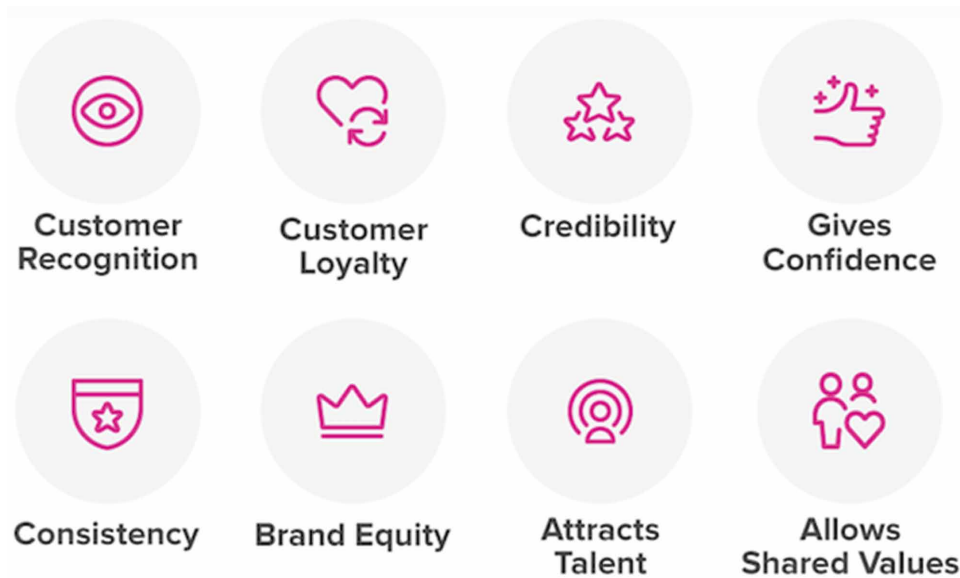 Customer
Recognition
Customer
Loyalty
Credibility
Gives
Confidence
Consistency
Brand Equity
Attracts
Talent
Allows
Shared Values